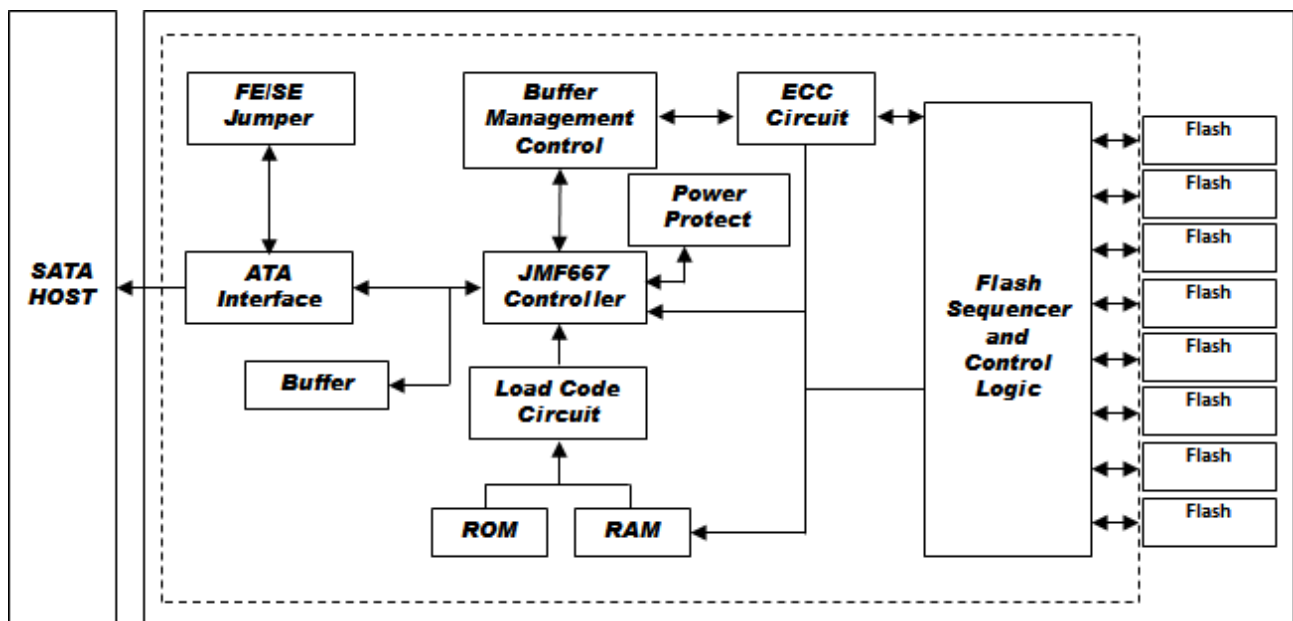 SATA
HOST
FE/SE
Jumper
ATA
Interface
Buffer
Buffer
Management
Control
Power
Protect
JMF667
Controller
Load Code
Circuit
ROM
RAM
ECC
Circuit
Flash
Sequencer
and
Control
Logic
Flash
Flash
Flash
Flash
Flash
Flash
Flash
Flash